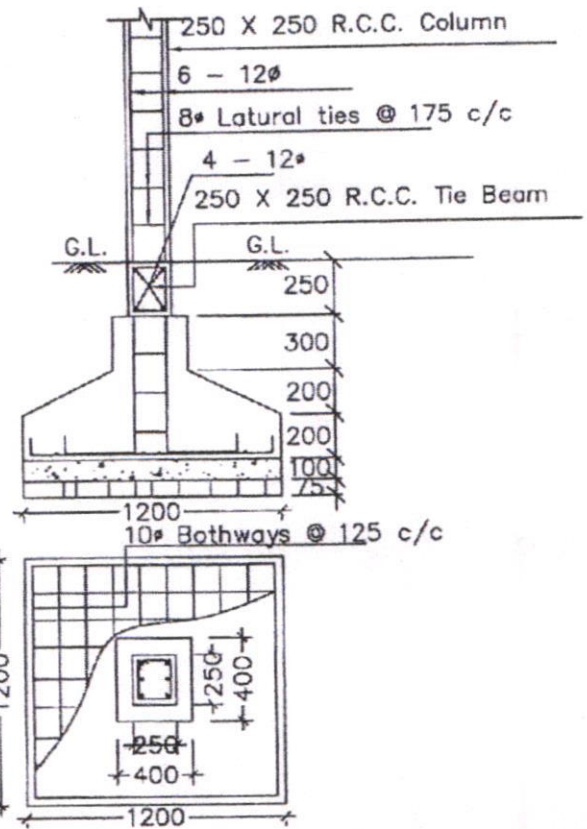 250 X 250 R.C.C. Column
6 - 12ø
8ø Latural ties @ 175 c/c
4 - 12ø
250 X 250 R.C.C. Tie Beam
G.L.
G.L.
250
300
200
200
100
75
1200
10ø Bothways @ 125 c/c
1200
250
400
250
400
1200